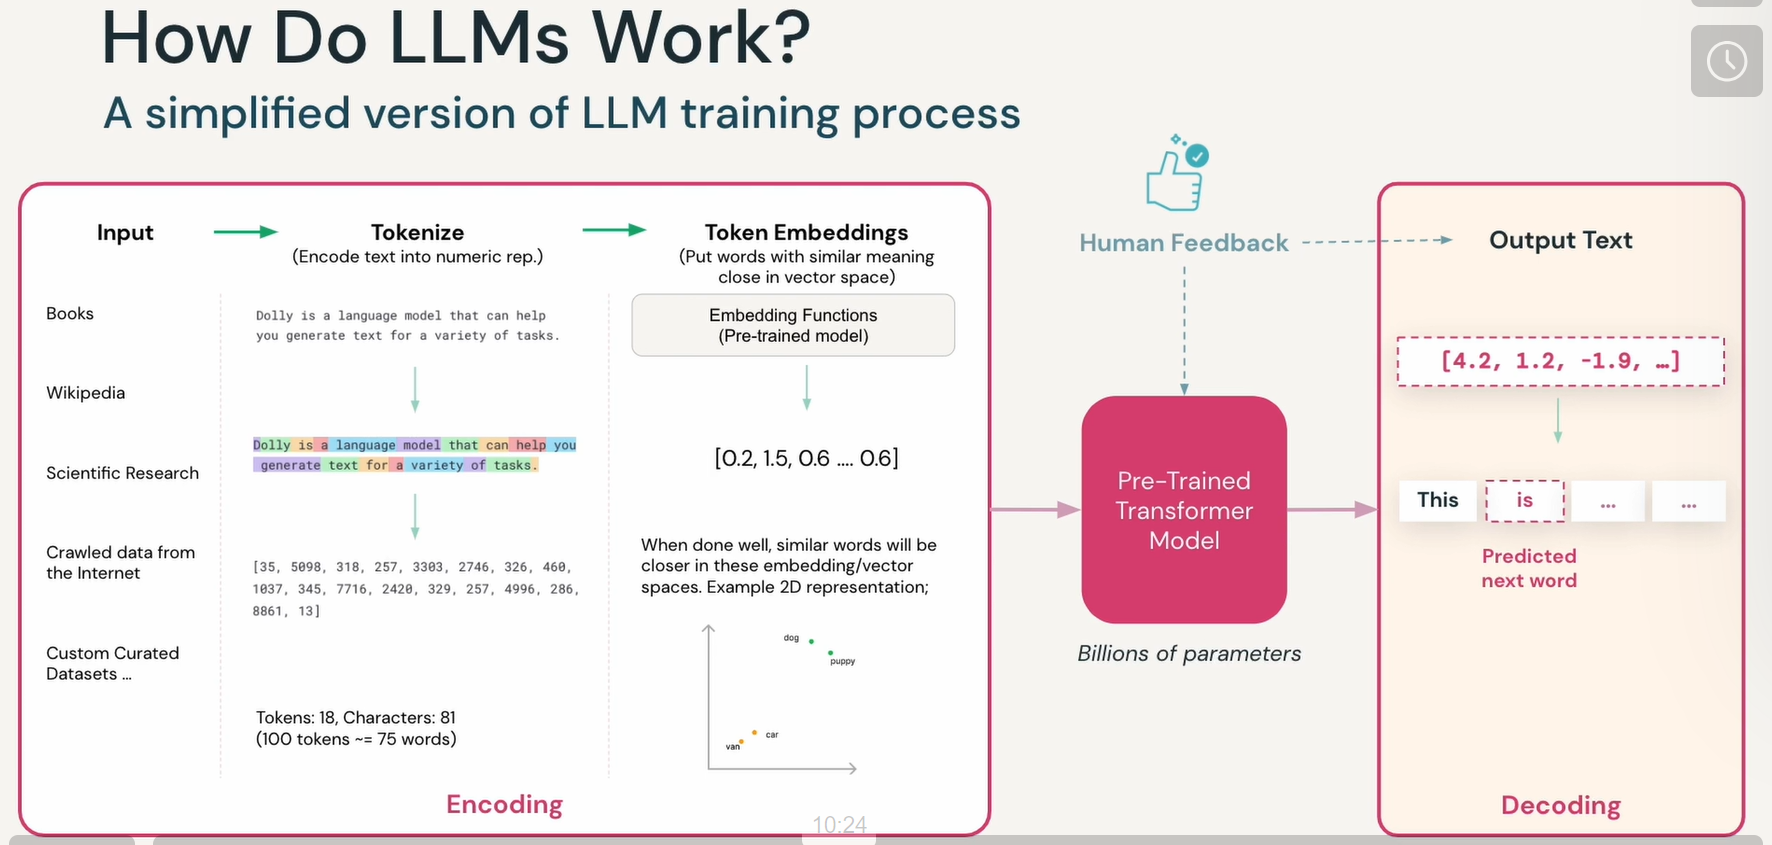 How Do LLMs Work?
A simplified version of LLM training process
Input
Books
Wikipedia
Scientific Research
Crawled data from
the Internet
Custom Curated
Datasets ...
Tokenize
(Encode text into numeric rep.)
Dolly is a language model that can help
you generate text for a variety of tasks.
Dolly is a language model that can help you
generate text for a variety of tasks.
[35, 5098, 318, 257, 3303, 2746, 326, 460,
1037, 345, 7716, 2420, 329, 257, 4996, 286,
8861, 13]
Tokens: 18, Characters: 81
(100 tokens ~= 75 words)
Token Embeddings
(Put words with similar meaning
close in vector space)
Embedding Functions
(Pre-trained model)
[0.2, 1.5, 0.6 .... 0.6]
When done well, similar words will be
closer in these embedding/vector
spaces. Example 2D representation;
dog
puppy
car
van
Encoding
10:24
Human Feedback
Pre-Trained
Transformer
Model
Billions of parameters
Output Text
[4.2, 1.2, -1.9, …]
This is ... ...
Predicted
next word
Decoding